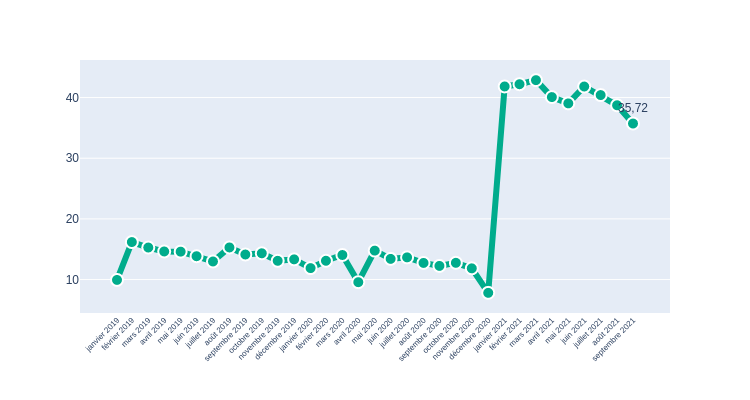 40
30
20
10
35,72
janvier 2019
février 2019
mars 2019
avril 2019
mai 2019
juin 2019
juillet 2019
août 2019
septembre 2019
octobre 2019
novembre 2019
décembre 2019
janvier 2020
février 2020
mars 2020
avril 2020
mai 2020
juin 2020
juillet 2020
août 2020
septembre 2020
octobre 2020
novembre 2020
décembre 2020
janvier 2021
février 2021
mars 2021
avril 2021
mai 2021
juin 2021
juillet 2021
août 2021
septembre 2021